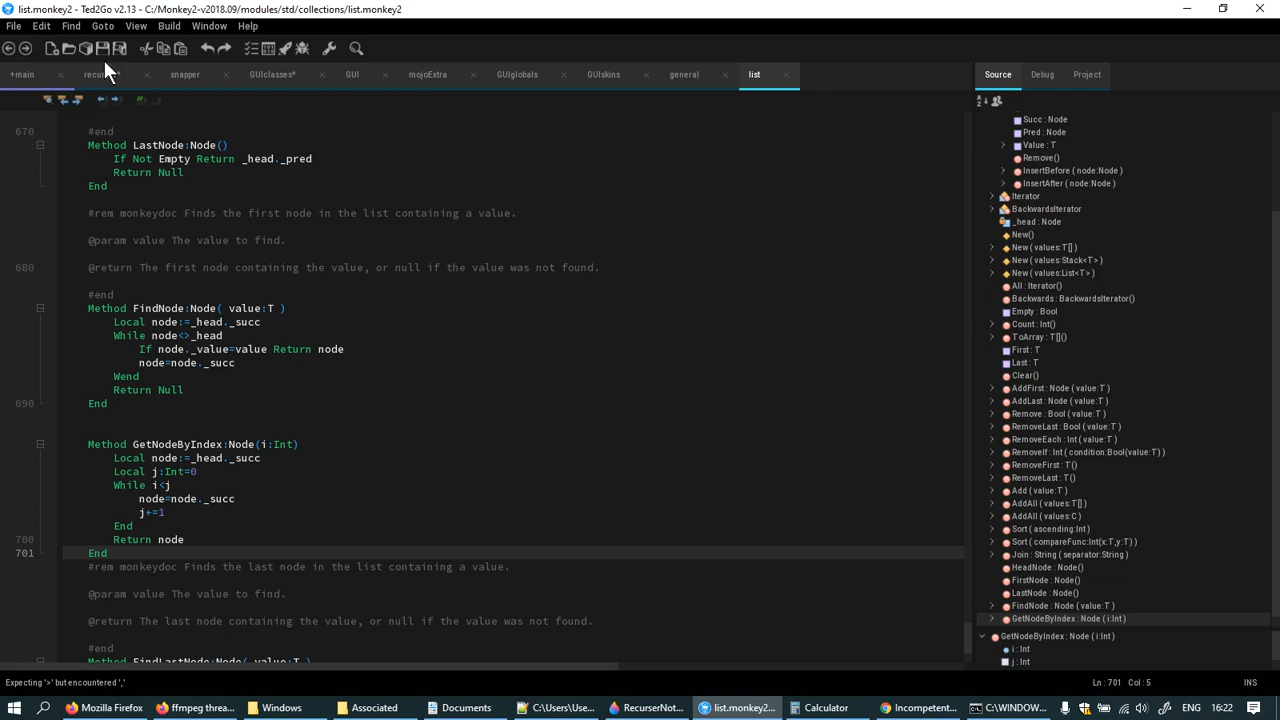 list.monkey2 - Ted2Go v2.13 - C:/Monkey2-v2018.09/modules/std/collections/list.monkey2
File Edit Find Goto View Build Window Help
+main snapper GUIclasses* GUI mojoExtra GUIglobals GUIskins general list
Source Debug Project
670 #end
Method LastNode:Node()
If Not Empty Return _head._pred
Return Null
End
#rem monkeydoc Finds the first node in the list containing a value.
@param value The value to find.
680 @return The first node containing the value, or null if the value was not found.
#end
Method FindNode:Node( value:T )
Local node:=_head._succ
While node<>_head
If node._value=value Return node
node=node._succ
Wend
Return Null
690 End
Method GetNodeByIndex:Node(i:Int)
Local node:=_head._succ
Local j:Int=0
While i<j
node=node._succ
j+=1
End
700 Return node
701 End
#rem monkeydoc Finds the last node in the list containing a value.
@param value The value to find.
@return The last node containing the value, or null if the value was not found.
#end
Method FindLastNode:Node( value:T )
Succ : Node
Pred : Node
Value : T
Remove()
InsertBefore ( node:Node )
InsertAfter ( node:Node )
Iterator
BackwardsIterator
_head : Node
New()
New ( values:T[] )
New ( values:Stack<T> )
New ( values:List<T> )
All : Iterator()
Backwards : BackwardsIterator()
Empty : Bool
Count : Int()
ToArray : T[]()
First : T
Last : T
Clear()
AddFirst : Node ( value:T )
AddLast : Node ( value:T )
Remove : Bool ( value:T )
RemoveLast : Bool ( value:T )
RemoveEach : Int ( value:T )
RemoveIf : Int ( condition:Bool(value:T) )
RemoveFirst : T()
RemoveLast : T()
Add ( value:T )
AddAll ( values:T[] )
AddAll ( values:C )
Sort ( ascending:Int )
Sort ( compareFunc:Int(x:T,y:T) )
Join : String ( separator:String )
HeadNode : Node()
FirstNode : Node()
LastNode : Node()
FindNode : Node ( value:T )
GetNodeByIndex : Node ( i:Int )
GetNodeByIndex : Node ( i:Int )
i : Int
j : Int
Expecting '>' but encountered ',' Ln : 701 Col : 5 INS
Mozilla Firefox ffmpeg threa... Windows Associated Documents C:\Users\Use... RecurserNot... list.monkey2... Calculator Incompetent... C:\WINDOW... ENG 16:22